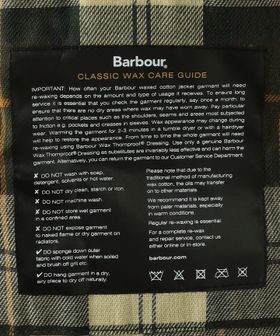 Barbour
CLASSIC WAX CARE GUIDE
IMPORTANT: How often your Barbour waxed cotton jacket garment will need
re-waxing depends on the amount and type of usage it receives. To ensure long
service it is essential that you check the garment regularly, say once a month, to
ensure that there are no dry areas where wax may have worn away. Pay particular
attention to critical places such as the shoulders, seams and areas most subjected
to friction e.g. pockets and creases in sleeves. Wax appearance may change during
wear. Warming the garment for 2-3 minutes in a tumble dryer or with a hairdryer
will help to restore the appearance. From time to time the whole garment will need
re-waxing using Barbour Wax Thornproof Dressing. Use only a genuine Barbour
Wax Thornproof Dressing as substitutes are invariably less effective and can harm the
garment. Alternatively, you can return the garment to our Customer Service Department.
✗ DO NOT wash with soap,
detergent, solvents or hot water.
✗ DO NOT dry clean, starch or iron.
✗ DO NOT machine wash.
✗ DO NOT store wet garment
in a confined area.
✗ DO NOT expose garment
to naked flame or dry garment on
radiators.
✓ DO sponge down outer
fabric with cold water when soiled
and brush off grit etc.
✓ DO hang garment in a dry,
airy place to dry off naturally.
Please note that due to the
traditional method of manufacturing
wax cotton, the oils may transfer
on to other materials.
We recommend it is kept away
from paler materials, especially
in warm conditions.
Regular re-waxing is essential.
For a complete re-wax
and repair service, contact us
either online or in-store.
barbour.com